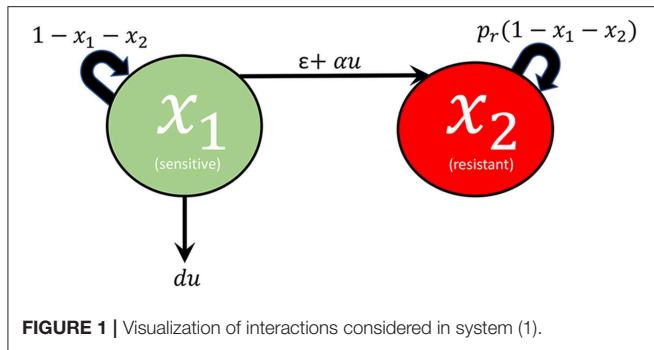 1 − x₁ − x₂
pᵣ(1 − x₁ − x₂)
ε+ αu
x₁
(sensitive)
x₂
(resistant)
du
FIGURE 1 | Visualization of interactions considered in system (1).